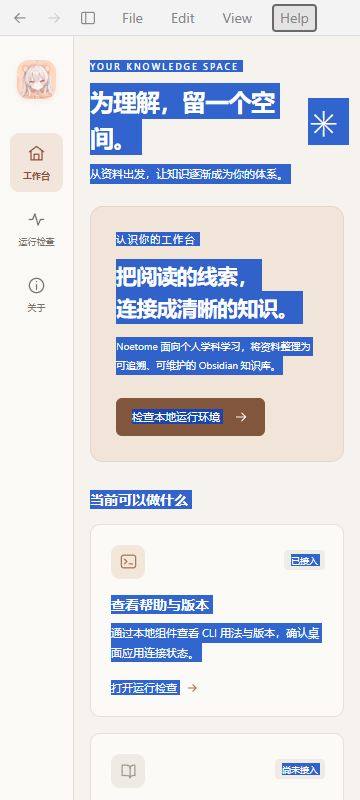 File Edit View Help
YOUR KNOWLEDGE SPACE
为理解，留一个空
间。
从资料出发，让知识逐渐成为你的体系。
工作台
运行检查
关于
认识你的工作台
把阅读的线索，
连接成清晰的知识。
Noetome 面向个人学科学习，将资料整理为
可追溯、可维护的 Obsidian 知识库。
检查本地运行环境
当前可以做什么
已接入
查看帮助与版本
通过本地组件查看 CLI 用法与版本，确认桌
面应用连接状态。
打开运行检查
尚未接入